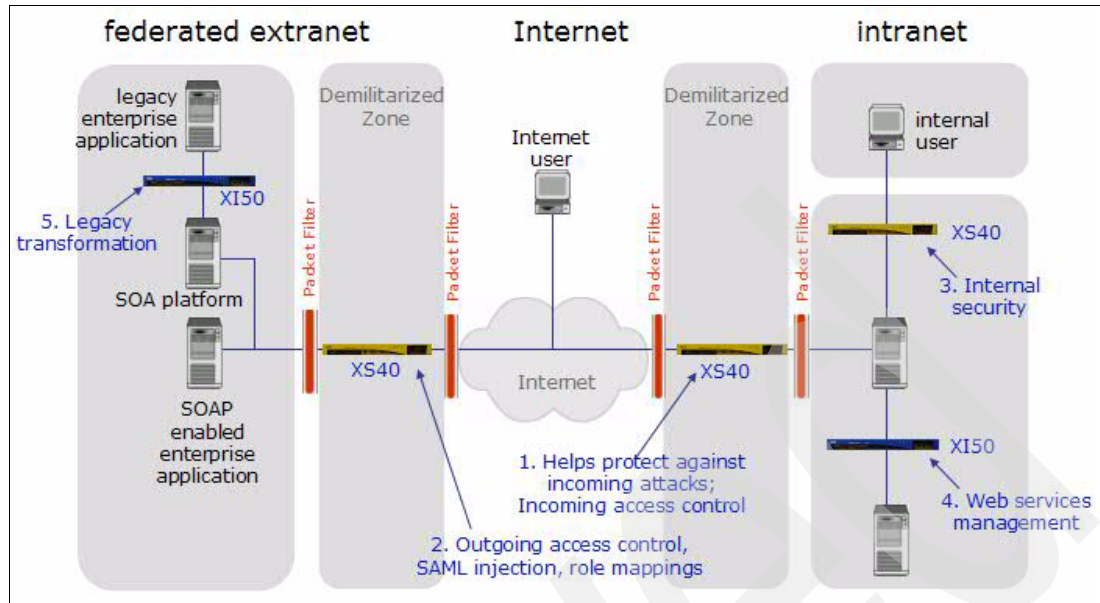 federated extranet
Internet
intranet
legacy
enterprise
application
XI50
5. Legacy
transformation
SOA platform
SOAP
enabled
enterprise
application
Packet Filter
Demilitarized
Zone
XS40
2. Outgoing access control,
SAML injection, role mappings
Packet Filter
Internet
user
Internet
1. Helps protect against
incoming attacks;
Incoming access control
Packet Filter
Demilitarized
Zone
XS40
Packet Filter
internal
user
XS40
3. Internal
security
XI50
4. Web services
management